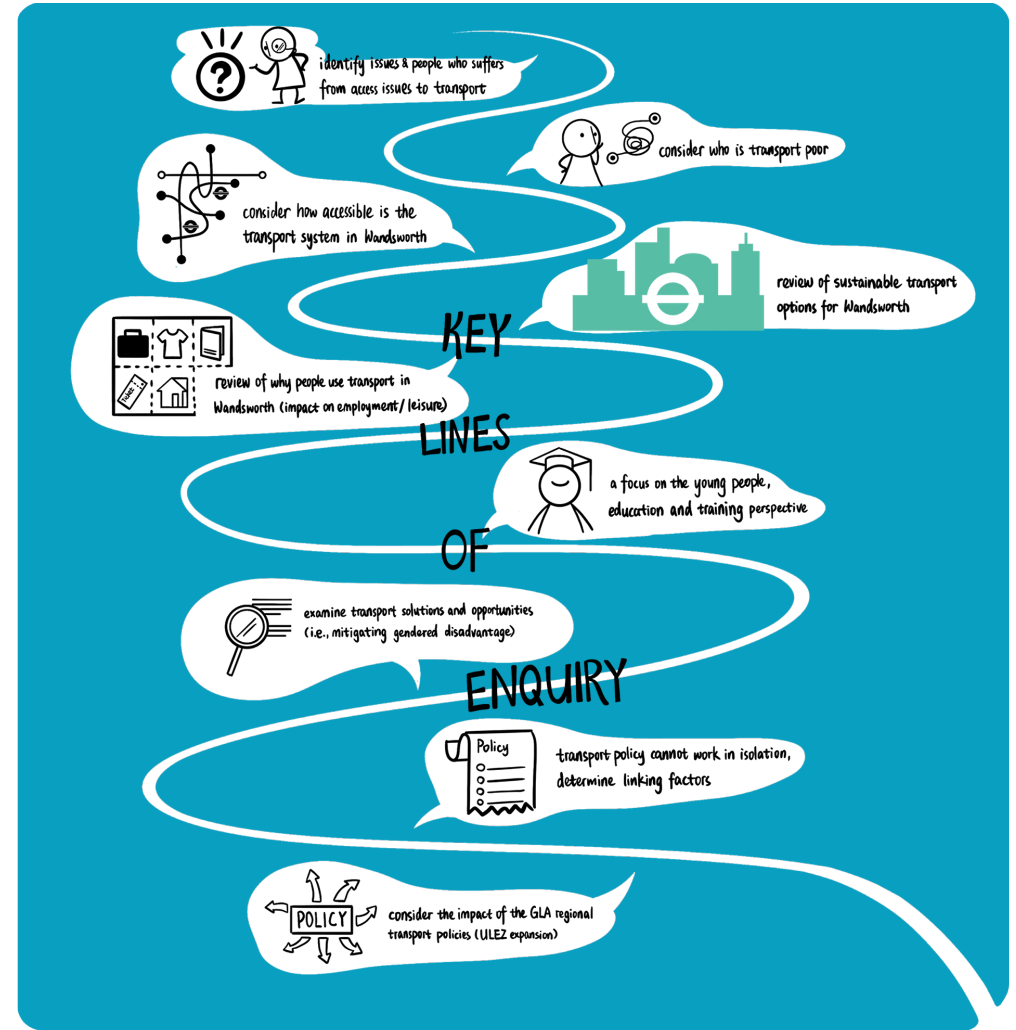 identify issues & people who suffers
from access issues to transport
consider who is transport poor
consider how accessible is the
transport system in Wandsworth
review of sustainable transport
options for Wandsworth
KEY
Ticket
review of why people use transport in
Wandsworth (impact on employment/leisure)
LINES
a focus on the young people,
education and training perspective
OF
examine transport solutions and opportunities
(i.e., mitigating gendered disadvantage)
ENQUIRY
Policy
transport policy cannot work in isolation,
determine linking factors
POLICY
consider the impact of the GLA regional
transport policies (ULEZ expansion)